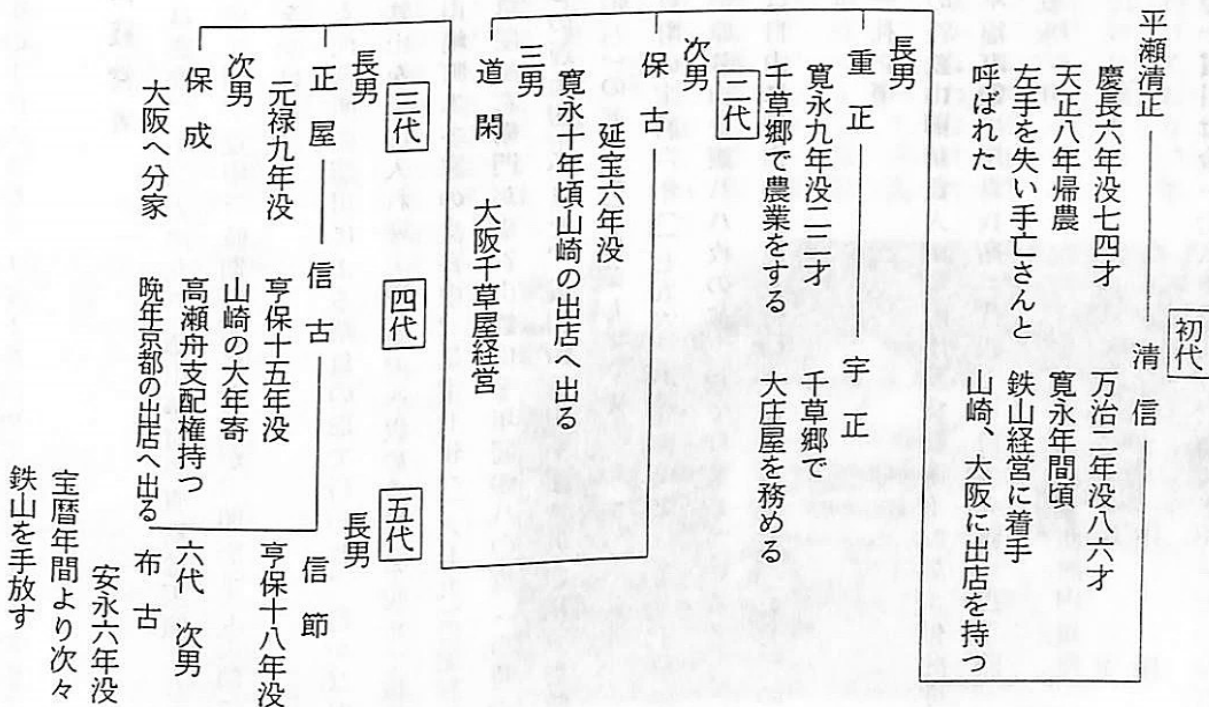 平瀬清正
慶長六年没七四才
天正八年帰農
左手を失い手亡さんと
呼ばれた
初代
清信
万治二年没八六才
寛永年間頃
鉄山経営に着手
山崎、大阪に出店を持つ
長男
重正
寛永九年没二三才
千草郷で農業をする
宇正
千草郷で
大庄屋を務める
二代
次男
保古
延宝六年没
寛永十年頃山崎の出店へ出る
三男
道閑
大阪千草屋経営
三代
長男
正屋
元禄九年没
次男
保成
大阪へ分家
四代
信古
亨保十五年没
山崎の大年寄
高瀬舟支配権持つ
晩年京都の出店へ出る
五代
長男
信節
亨保十八年没
六代 次男
布古
安永六年没
宝暦年間より次々
鉄山を手放す